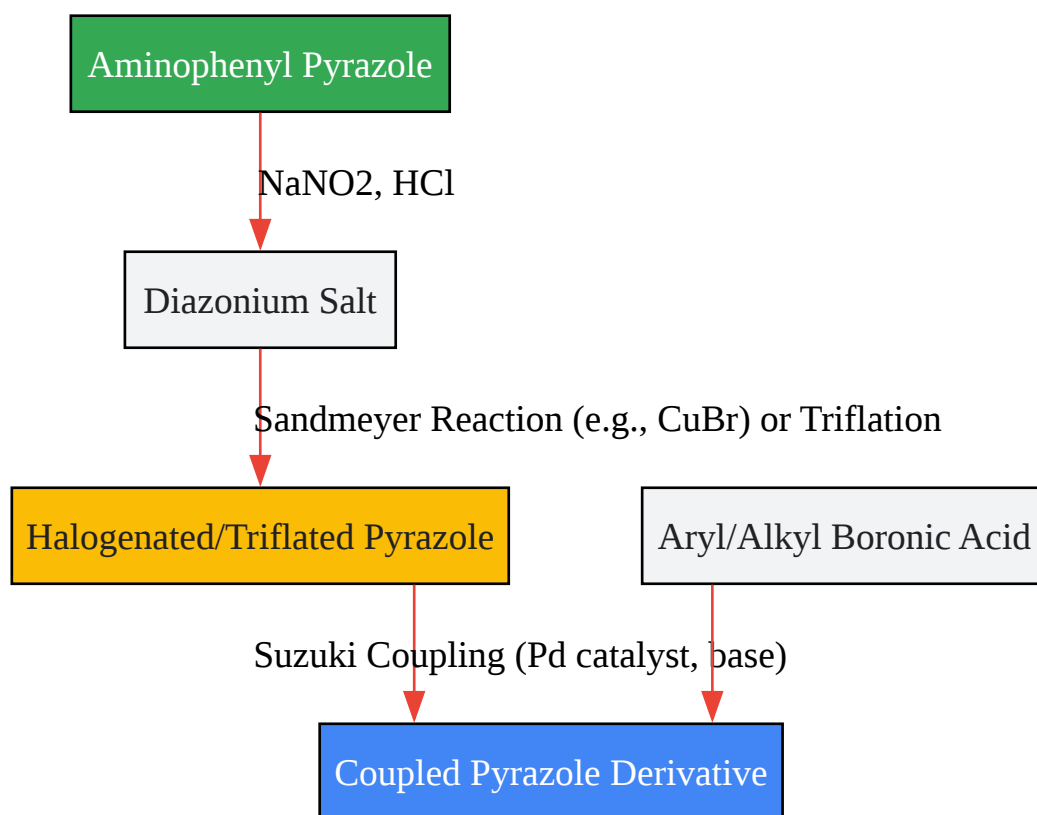 Aminophenyl Pyrazole
NaNO2, HCl
Diazonium Salt
Sandmeyer Reaction (e.g., CuBr) or Triflation
Halogenated/Triflated Pyrazole
Aryl/Alkyl Boronic Acid
Suzuki Coupling (Pd catalyst, base)
Coupled Pyrazole Derivative